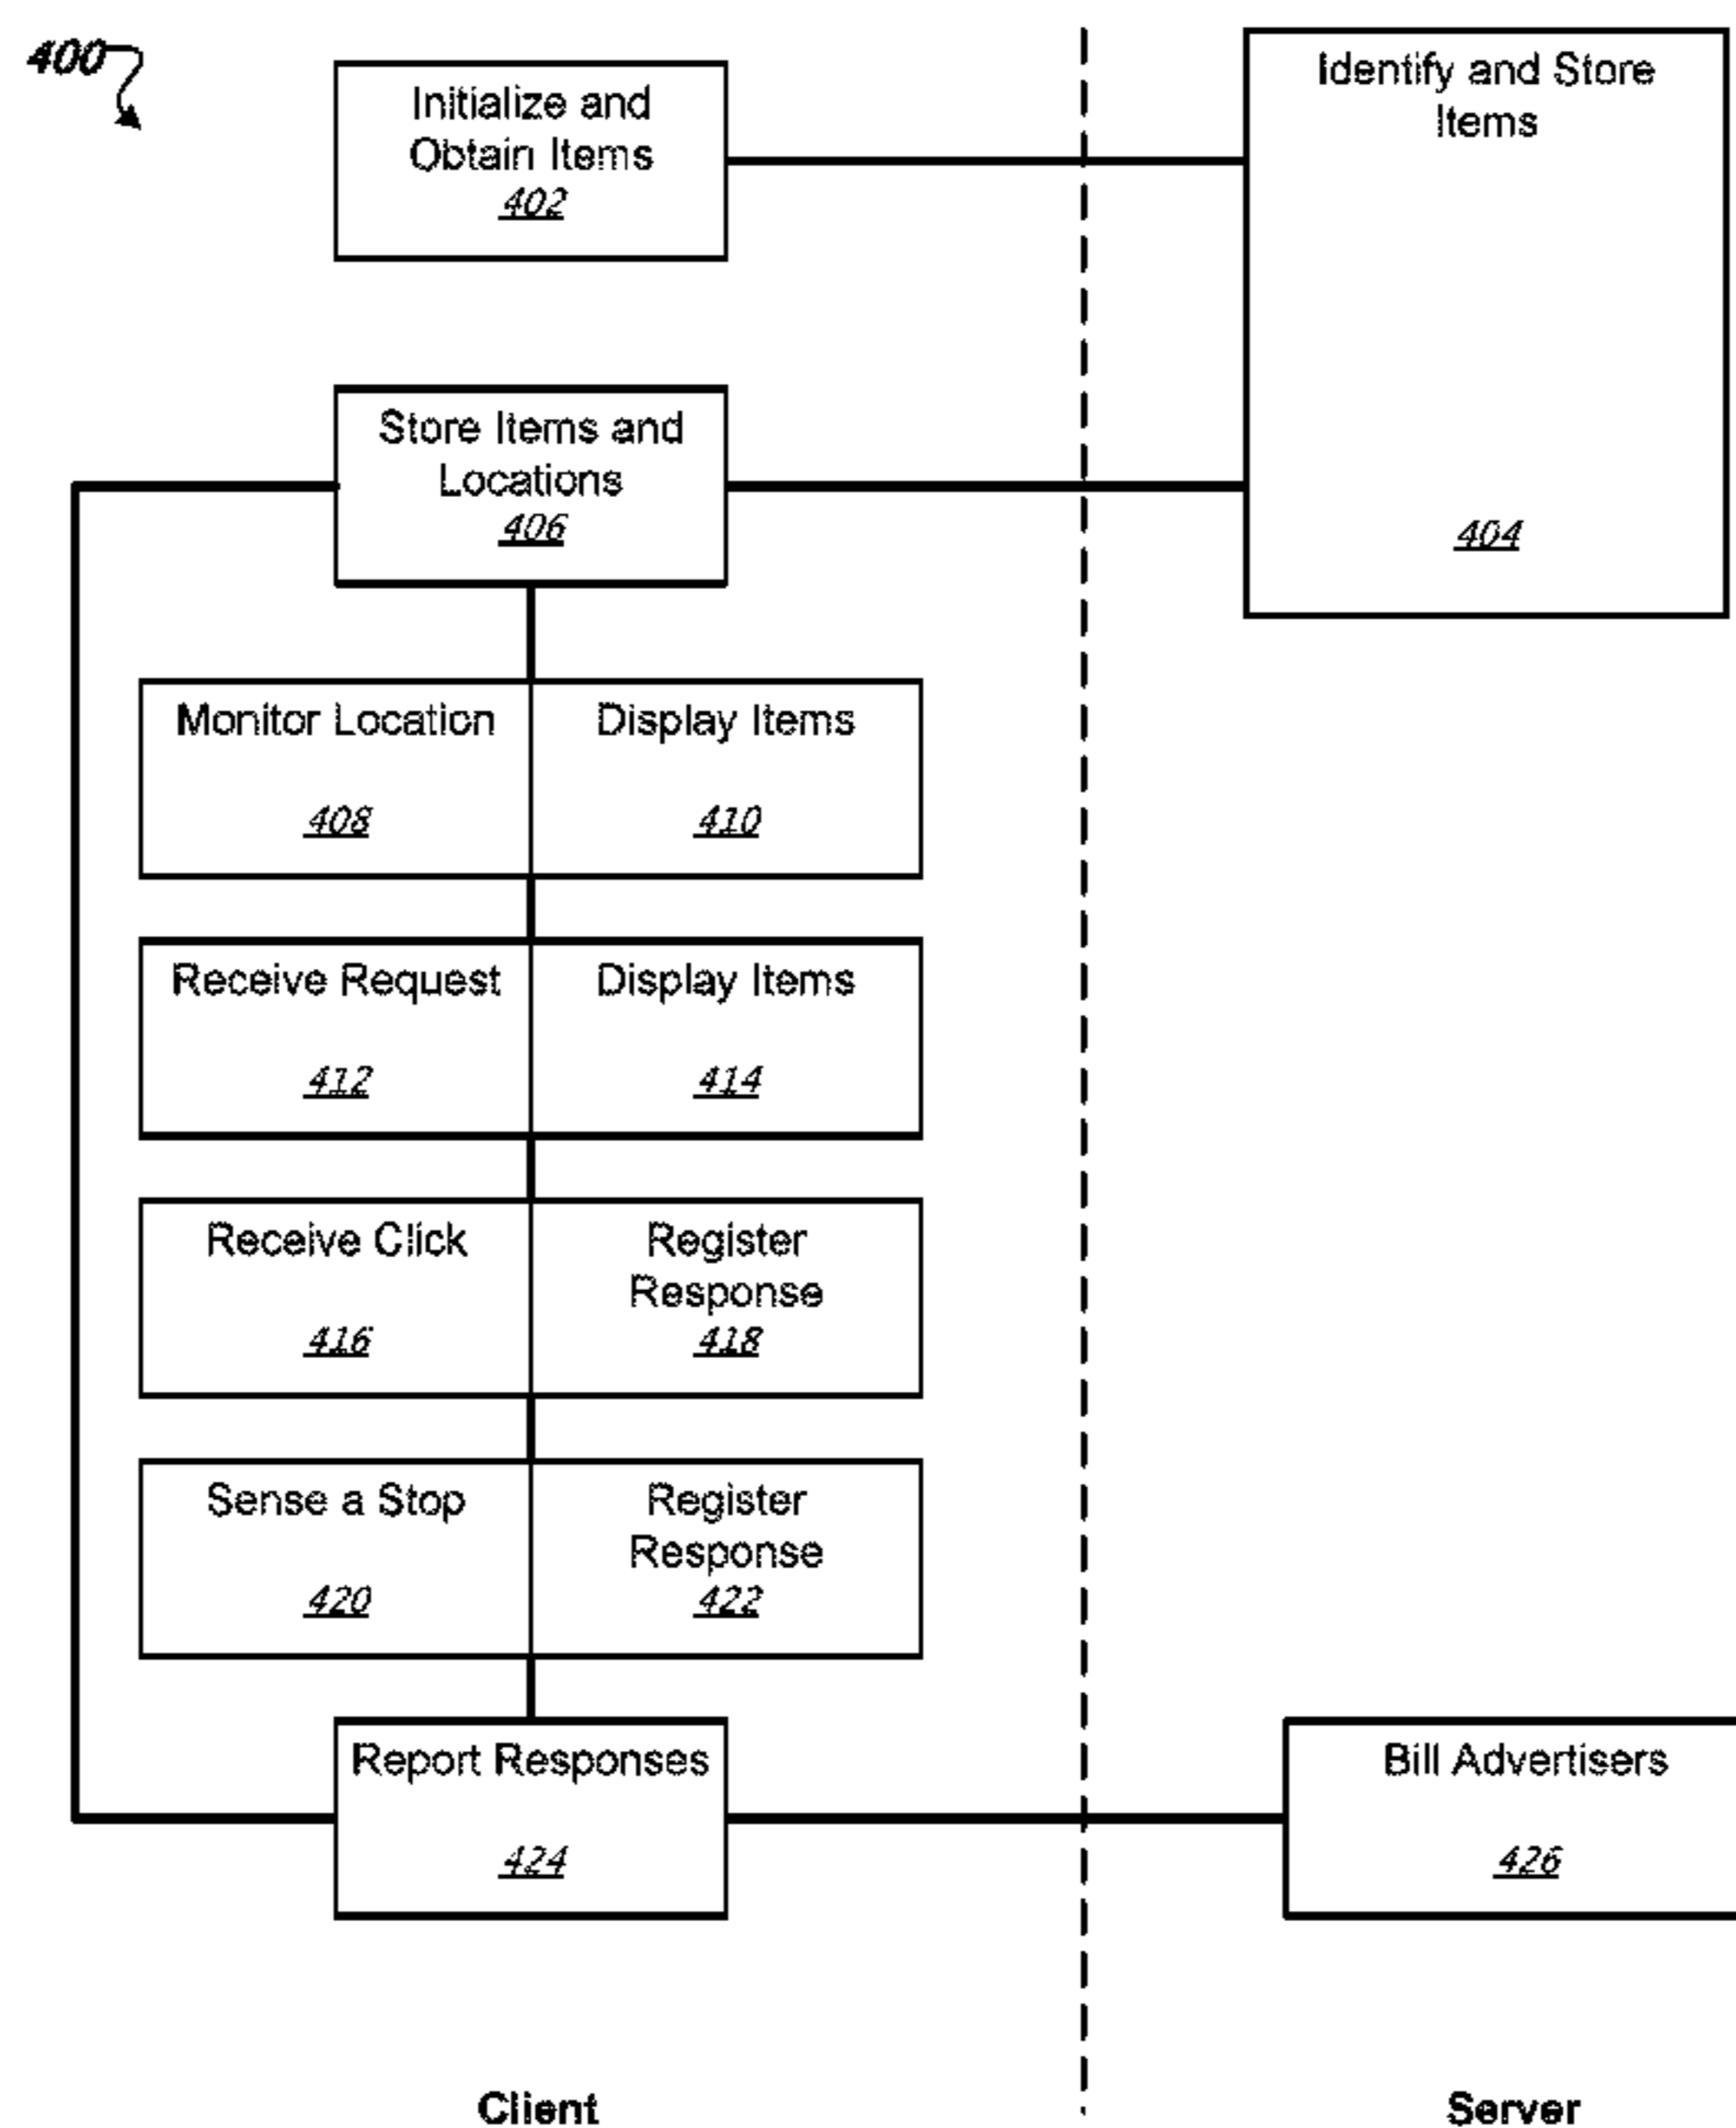 400
Initialize and
Obtain Items
402
Identify and Store
Items
404
Store Items and
Locations
406
Monitor Location
408
Display Items
410
Receive Request
412
Display Items
414
Receive Click
416
Register
Response
418
Sense a Stop
420
Register
Response
422
Report Responses
424
Bill Advertisers
426
Client
Server